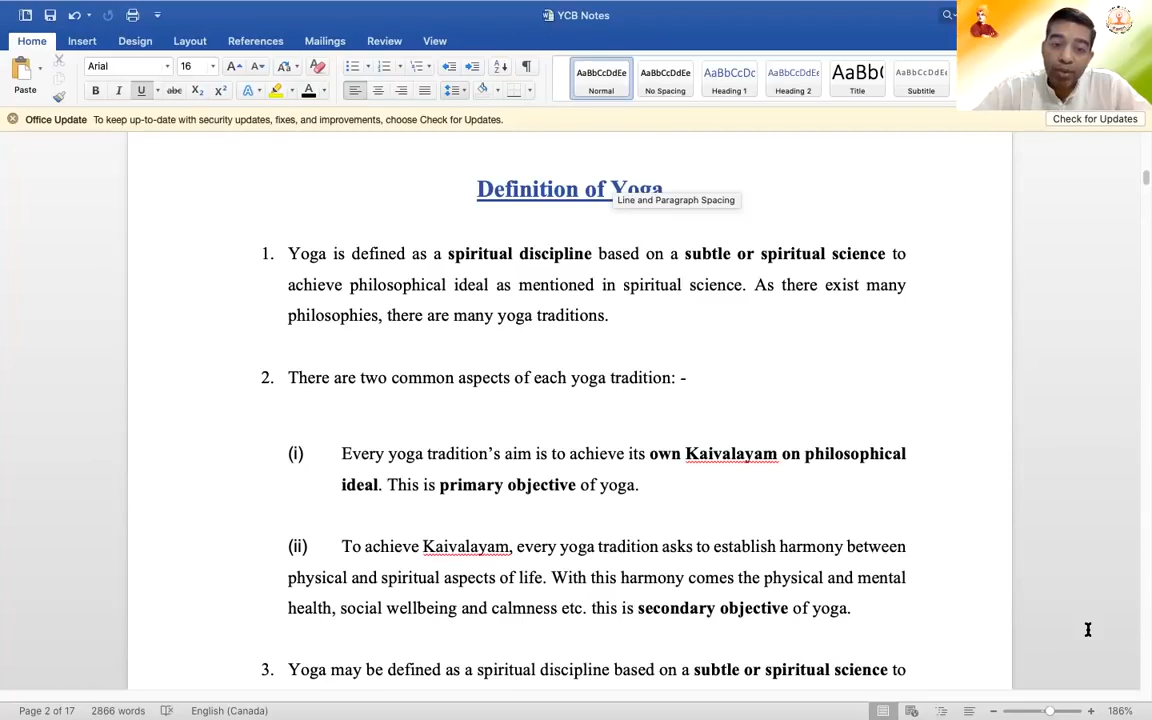 YCB Notes
Home Insert Design Layout References Mailings Review View
Arial 16 A A A
Paste B I U abc X₂ X² A A
AaBbCcDdEe AaBbCcDdEe AaBbCcDc AaBbCcDdEe AaBb( AaBbCcDdEe
Normal No Spacing Heading 1 Heading 2 Title Subtitle
Office Update To keep up-to-date with security updates, fixes, and improvements, choose Check for Updates. Check for Updates
Definition of Yoga
Line and Paragraph Spacing
1. Yoga is defined as a spiritual discipline based on a subtle or spiritual science to
achieve philosophical ideal as mentioned in spiritual science. As there exist many
philosophies, there are many yoga traditions.
2. There are two common aspects of each yoga tradition: -
(i) Every yoga tradition’s aim is to achieve its own Kaivalayam on philosophical
ideal. This is primary objective of yoga.
(ii) To achieve Kaivalayam, every yoga tradition asks to establish harmony between
physical and spiritual aspects of life. With this harmony comes the physical and mental
health, social wellbeing and calmness etc. this is secondary objective of yoga.
3. Yoga may be defined as a spiritual discipline based on a subtle or spiritual science to
Page 2 of 17 2866 words English (Canada) 186%